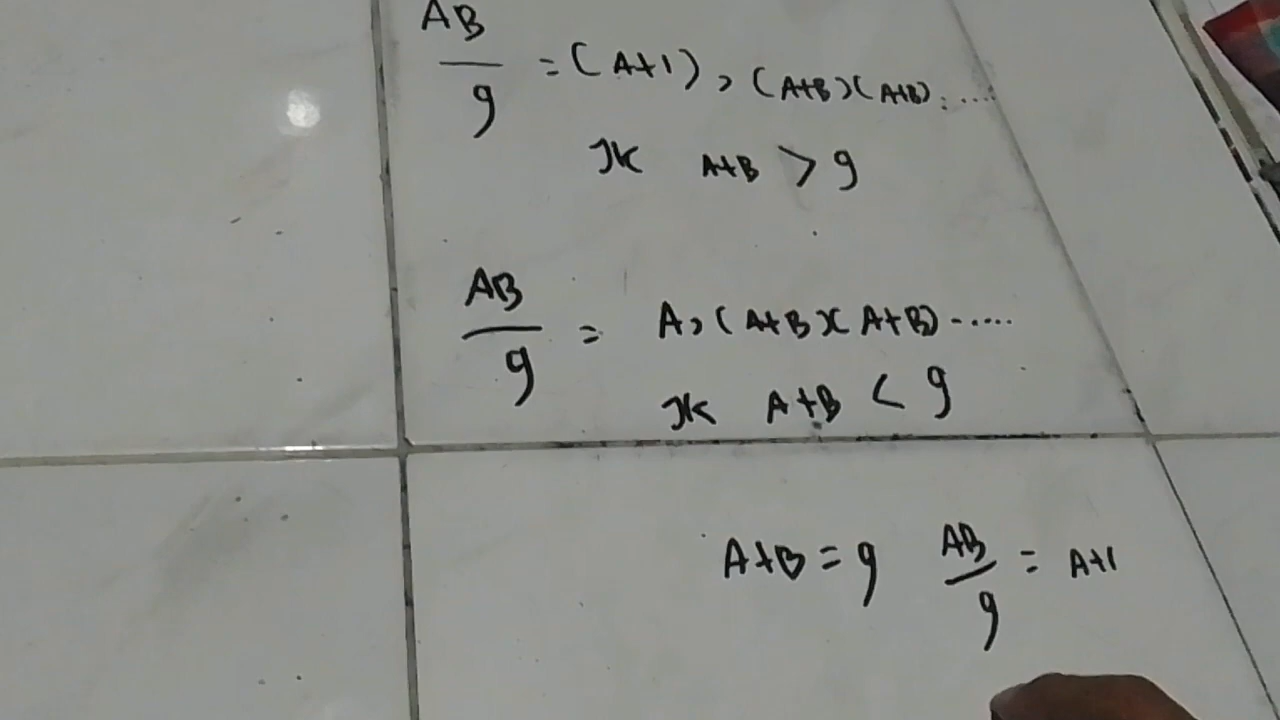 AB/9 = (A+1), (A+B)(A+B).....
JK A+B > 9
AB/9 = A,(A+B)(A+B)......
JK A+B < 9
A+B = 9 AB/9 = A+1